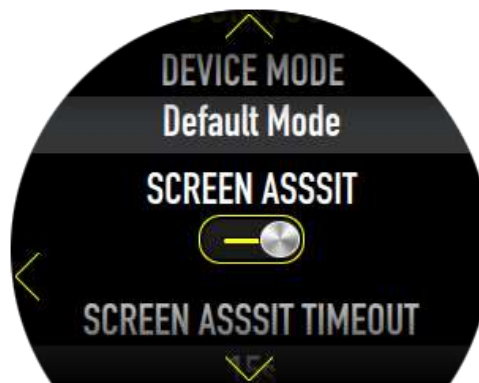 DEVICE MODE
Default Mode
SCREEN ASSSIT
SCREEN ASSSIT TIMEOUT